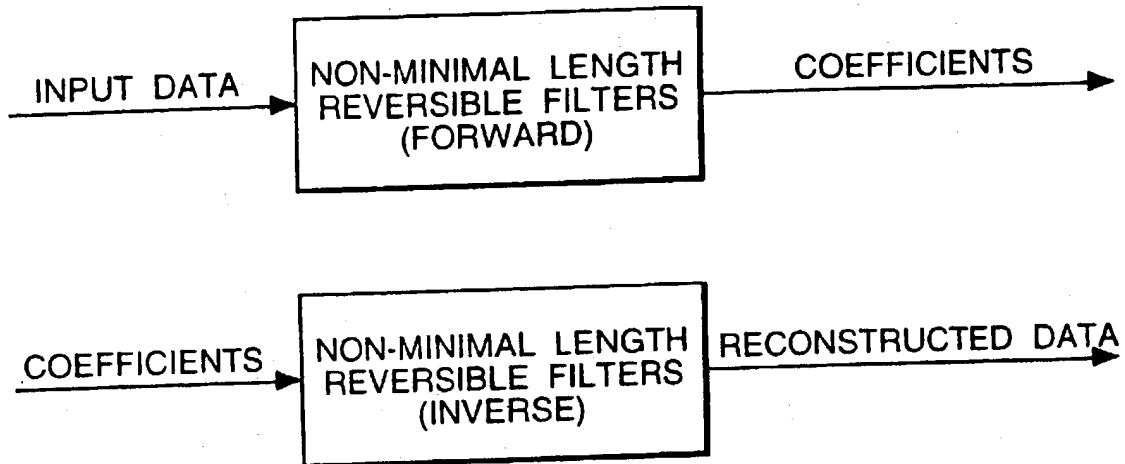 INPUT DATA
NON-MINIMAL LENGTH
REVERSIBLE FILTERS
(FORWARD)
COEFFICIENTS
COEFFICIENTS
NON-MINIMAL LENGTH
REVERSIBLE FILTERS
(INVERSE)
RECONSTRUCTED DATA